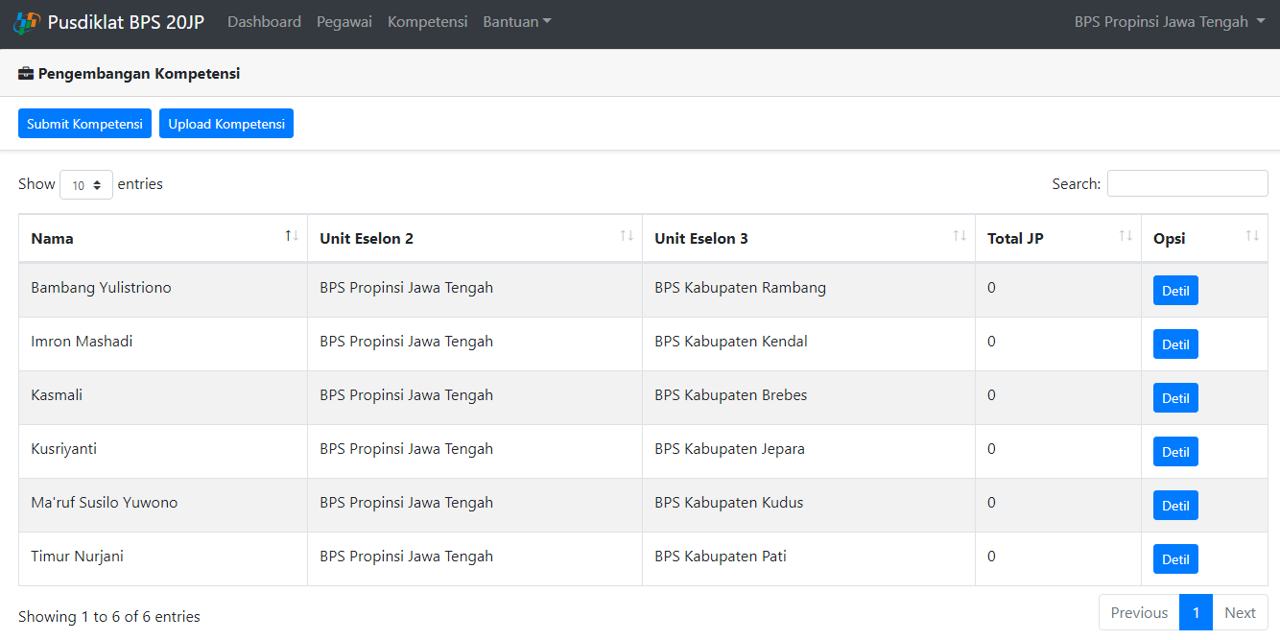 Pusdiklat BPS 20JP Dashboard Pegawai Kompetensi Bantuan BPS Propinsi Jawa Tengah
Pengembangan Kompetensi
Submit Kompetensi Upload Kompetensi
Show 10 entries Search:
Nama Unit Eselon 2 Unit Eselon 3 Total JP Opsi
Bambang Yulistriono BPS Propinsi Jawa Tengah BPS Kabupaten Rambang 0 Detil
Imron Mashadi BPS Propinsi Jawa Tengah BPS Kabupaten Kendal 0 Detil
Kasmali BPS Propinsi Jawa Tengah BPS Kabupaten Brebes 0 Detil
Kusriyanti BPS Propinsi Jawa Tengah BPS Kabupaten Jepara 0 Detil
Ma'ruf Susilo Yuwono BPS Propinsi Jawa Tengah BPS Kabupaten Kudus 0 Detil
Timur Nurjani BPS Propinsi Jawa Tengah BPS Kabupaten Pati 0 Detil
Showing 1 to 6 of 6 entries Previous 1 Next